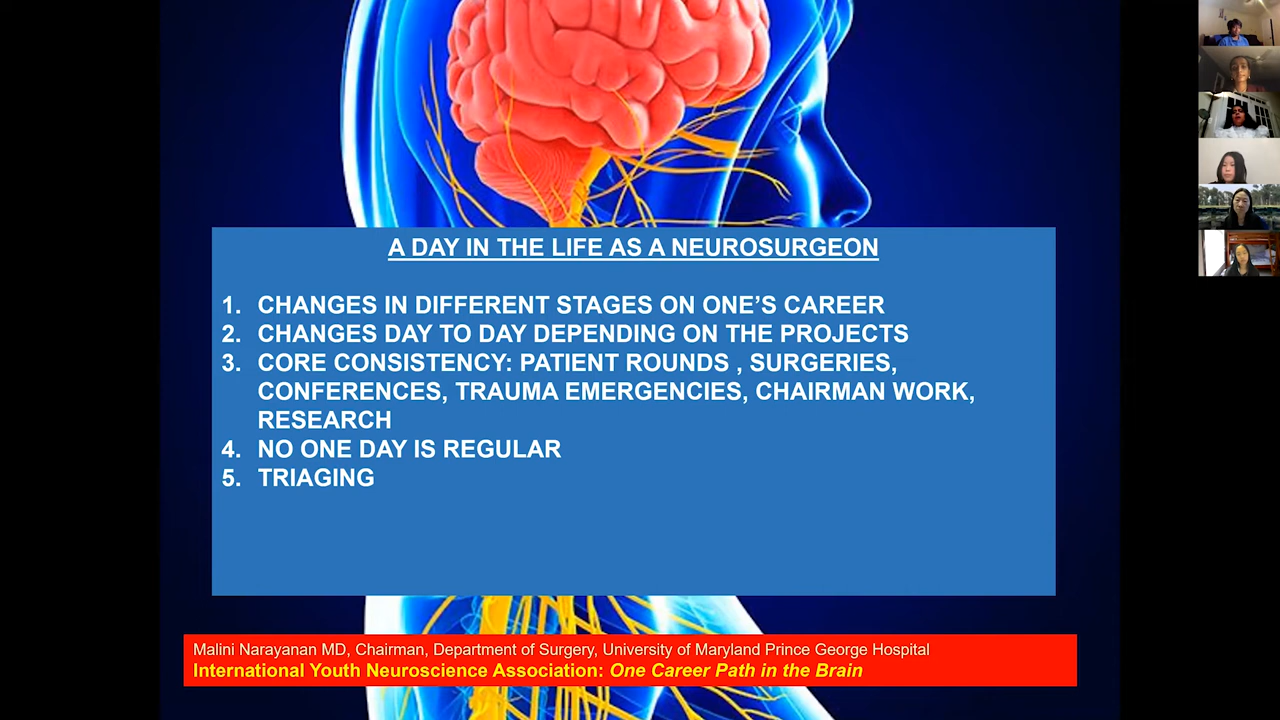 A DAY IN THE LIFE AS A NEUROSURGEON
1. CHANGES IN DIFFERENT STAGES ON ONE’S CAREER
2. CHANGES DAY TO DAY DEPENDING ON THE PROJECTS
3. CORE CONSISTENCY: PATIENT ROUNDS , SURGERIES,
CONFERENCES, TRAUMA EMERGENCIES, CHAIRMAN WORK,
RESEARCH
4. NO ONE DAY IS REGULAR
5. TRIAGING
Malini Narayanan MD, Chairman, Department of Surgery, University of Maryland Prince George Hospital
International Youth Neuroscience Association: One Career Path in the Brain